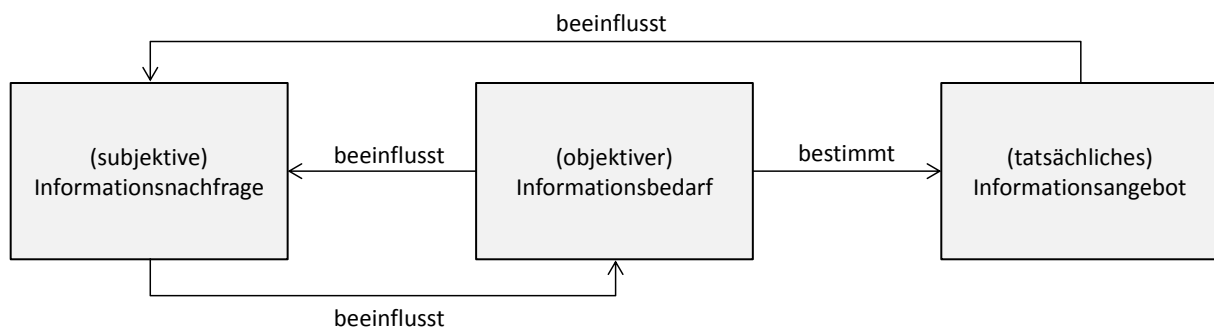 beeinflusst
(subjektive)
Informationsnachfrage
beeinflusst
(objektiver)
Informationsbedarf
bestimmt
(tatsächliches)
Informationsangebot
beeinflusst